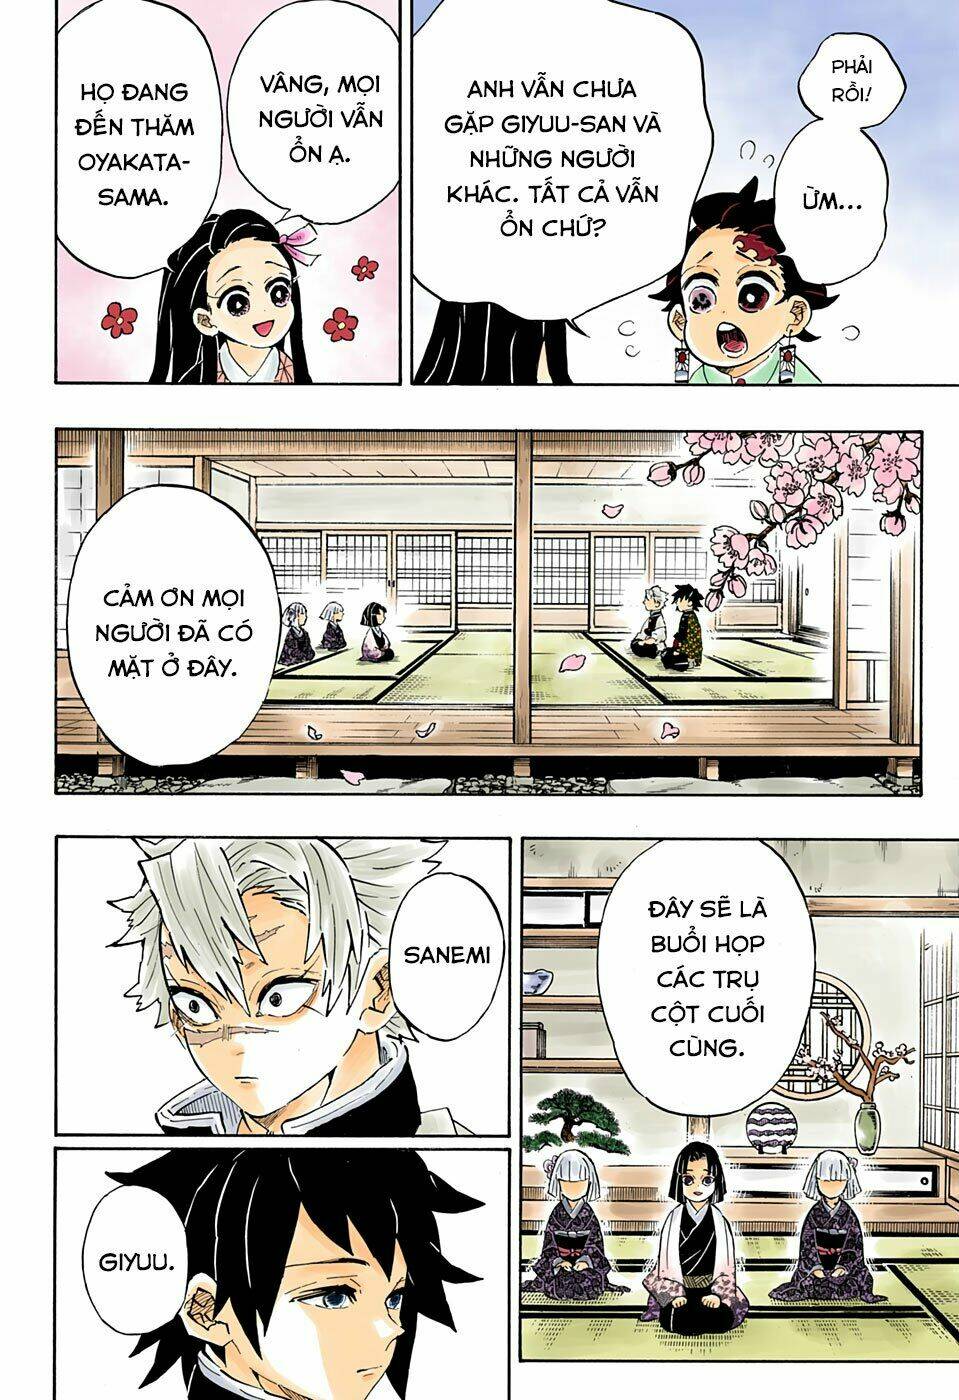 PHẢI
RỒI!
ỪM...
ANH VẪN CHƯA
GẶP GIYUU-SAN VÀ
NHỮNG NGƯỜI
KHÁC. TẤT CẢ VẪN
ỔN CHỨ?
VÂNG, MỌI
NGƯỜI VẪN
ỔN Ạ.
HỌ ĐANG
ĐẾN THĂM
OYAKATA-
SAMA.
CẢM ƠN MỌI
NGƯỜI ĐÃ CÓ
MẶT Ở ĐÂY.
ĐÂY SẼ LÀ
BUỔI HỌP
CÁC TRỤ
CỘT CUỐI
CÙNG.
SANEMI
GIYUU.